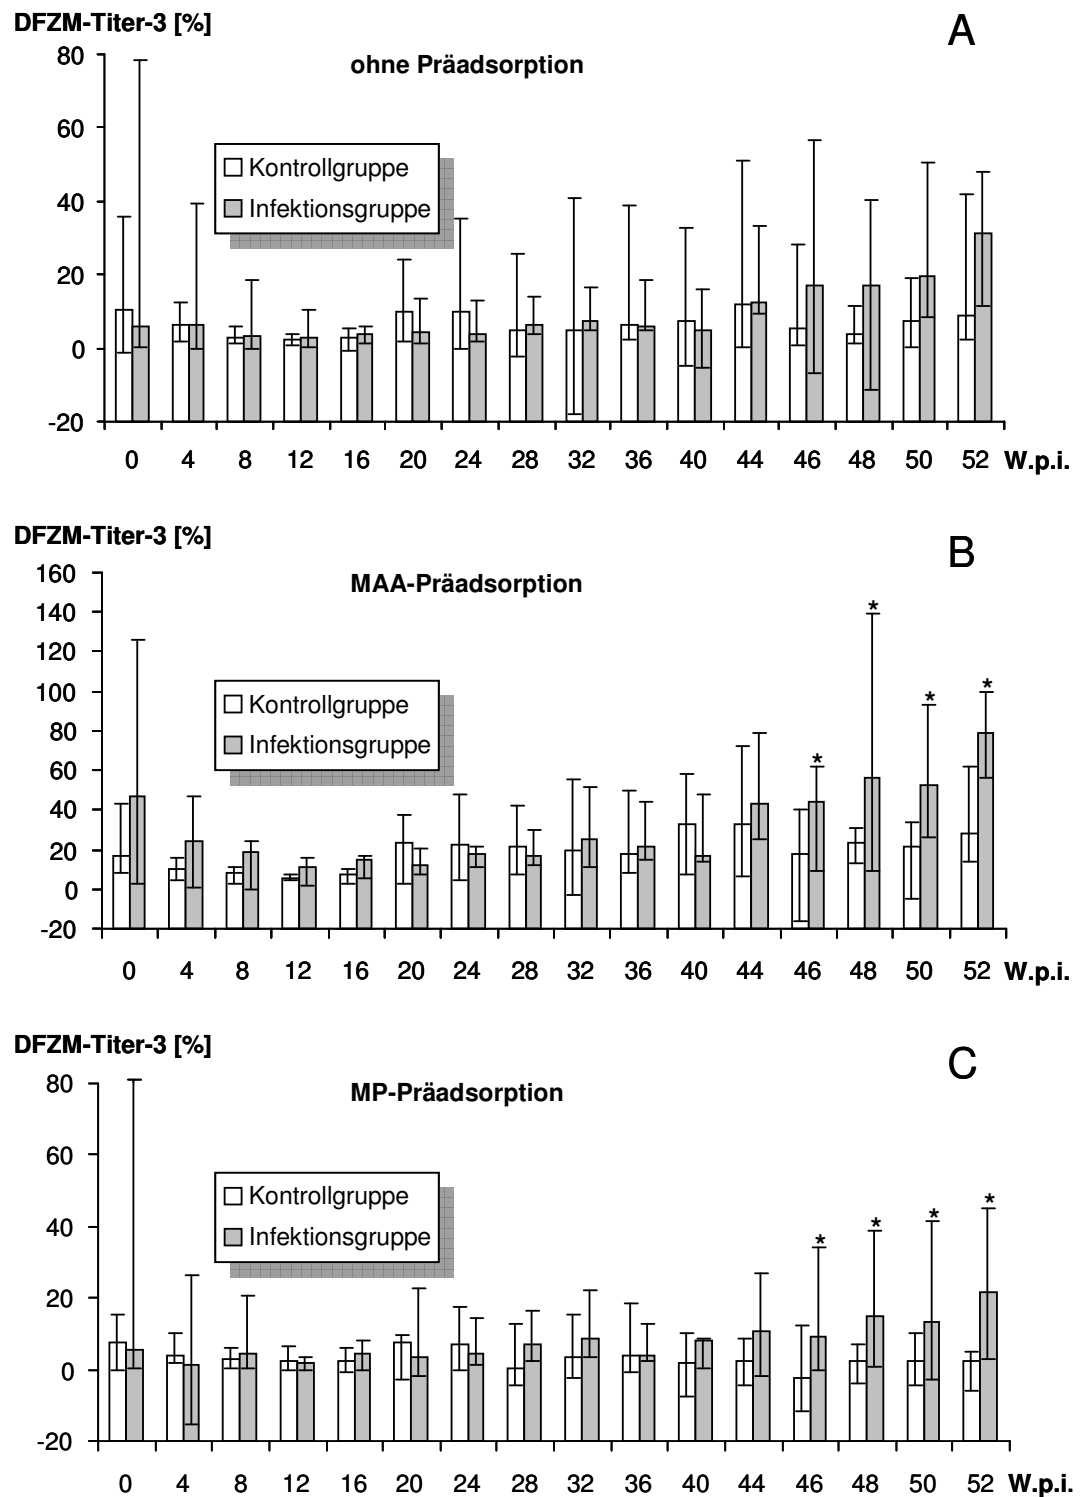 DFZM-Titer-3 [%]
A
ohne Präadsorption
80
60
40
20
0
-20
Kontrollgruppe
Infektionsgruppe
0 4 8 12 16 20 24 28 32 36 40 44 46 48 50 52 W.p.i.
DFZM-Titer-3 [%]
B
MAA-Präadsorption
160
140
120
100
80
60
40
20
0
-20
Kontrollgruppe
Infektionsgruppe
* * * *
0 4 8 12 16 20 24 28 32 36 40 44 46 48 50 52 W.p.i.
DFZM-Titer-3 [%]
C
MP-Präadsorption
80
60
40
20
0
-20
Kontrollgruppe
Infektionsgruppe
* * * *
0 4 8 12 16 20 24 28 32 36 40 44 46 48 50 52 W.p.i.